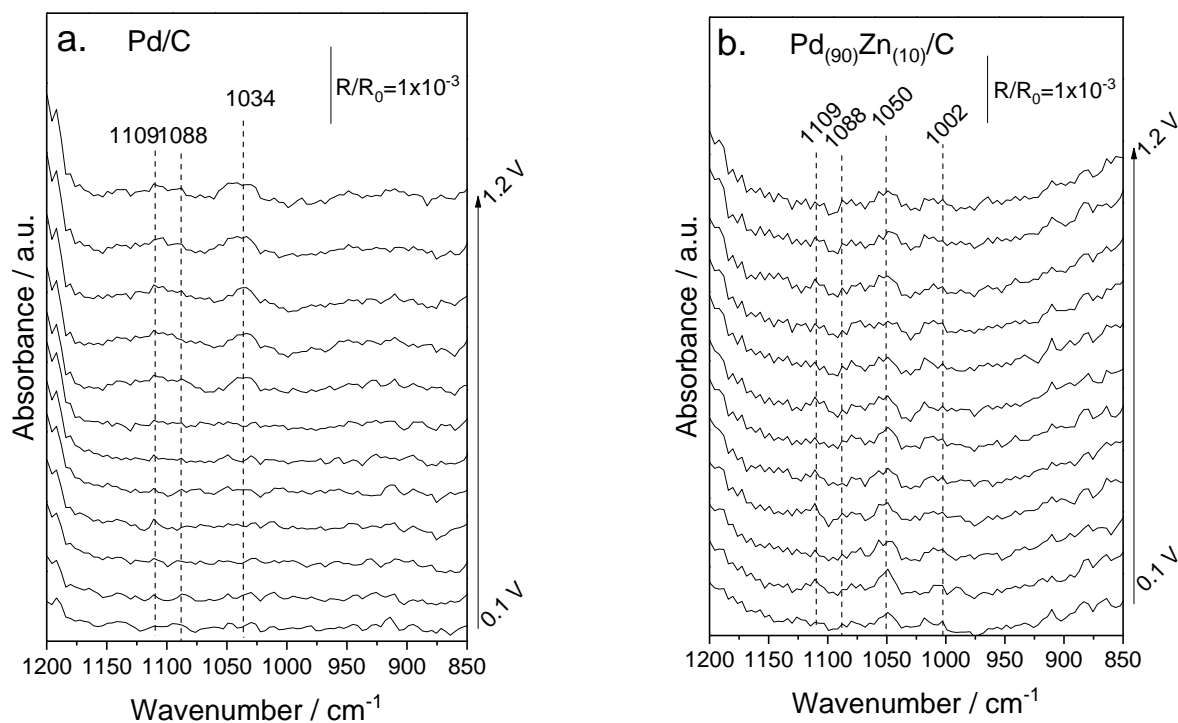 a. Pd/C
R/R₀=1x10⁻³
1034
1109 1088
1.2 V
0.1 V
Absorbance / a.u.
1200 1150 1100 1050 1000 950 900 850
Wavenumber / cm⁻¹
b. Pd₍₉₀₎Zn₍₁₀₎/C
R/R₀=1x10⁻³
1109 1088 1050 1002
1.2 V
0.1 V
Absorbance / a.u.
1200 1150 1100 1050 1000 950 900 850
Wavenumber / cm⁻¹